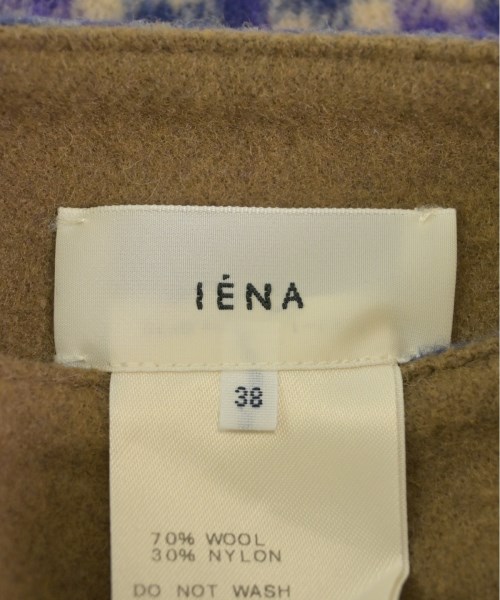 IÉNA
38
70% WOOL
30% NYLON
DO NOT WASH